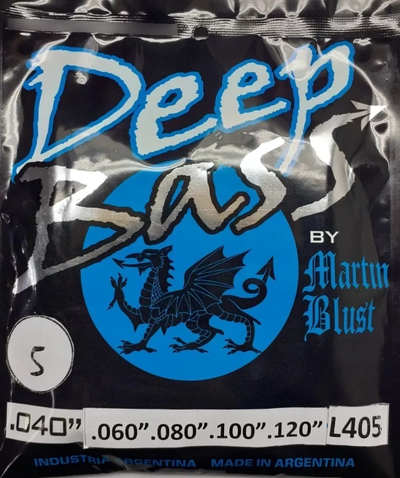 Deep
Bass
BY
Martin
Blust
5
.040” .060”.080”.100”.120” L405
INDUSTRIA ARGENTINA MADE IN ARGENTINA